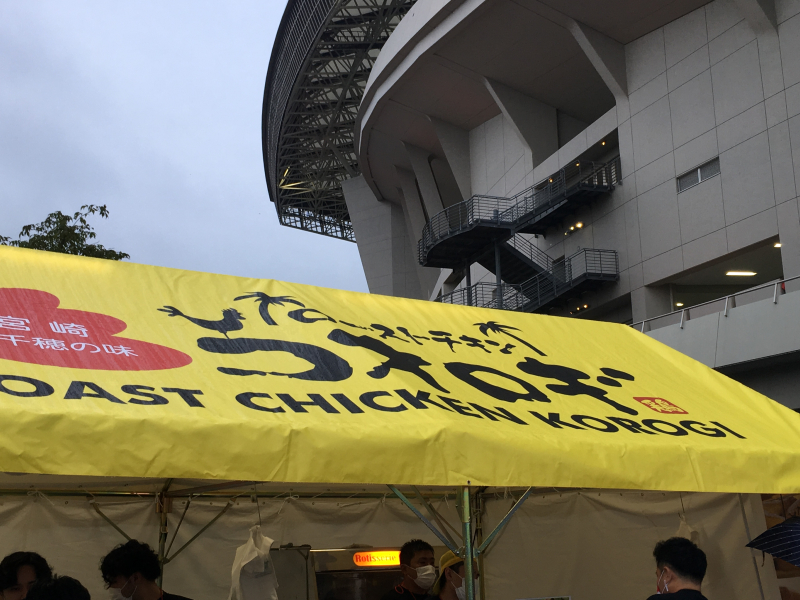 宮崎
千穂の味
ローストチキン
コオロギ
OAST CHICKEN KOROGI
Rotisserie